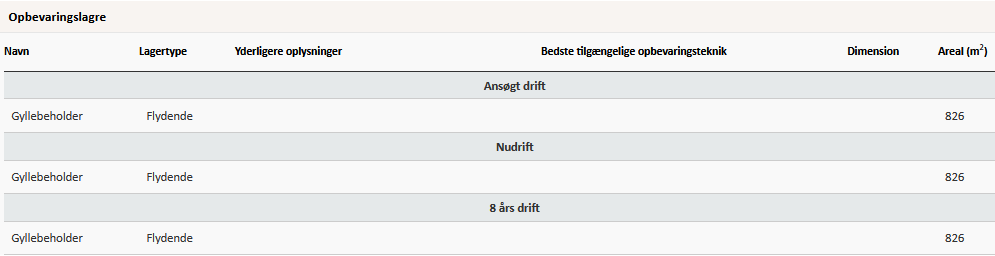 Opbevaringslagre
Navn Lagertype Yderligere oplysninger Bedste tilgængelige opbevaringsteknik Dimension Areal (m²)
Ansøgt drift
Gyllebeholder Flydende 826
Nudrift
Gyllebeholder Flydende 826
8 års drift
Gyllebeholder Flydende 826